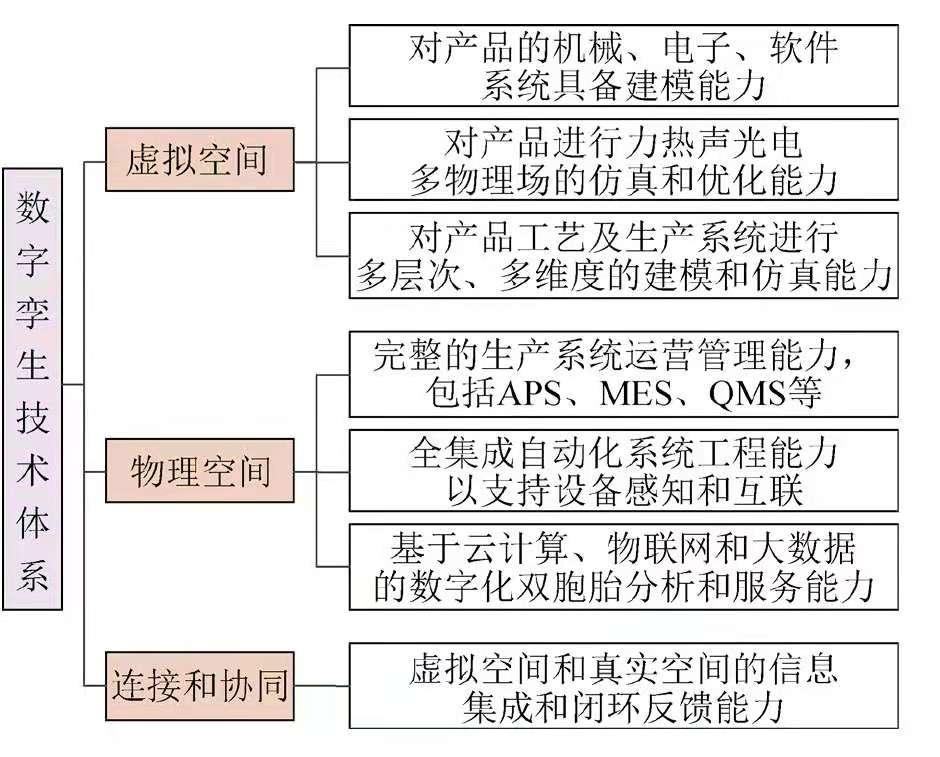 数字孪生技术体系
虚拟空间
对产品的机械、电子、软件
系统具备建模能力
对产品进行力热声光电
多物理场的仿真和优化能力
对产品工艺及生产系统进行
多层次、多维度的建模和仿真能力
物理空间
完整的生产系统运营管理能力，
包括APS、MES、QMS等
全集成自动化系统工程能力
以支持设备感知和互联
基于云计算、物联网和大数据
的数字化双胞胎分析和服务能力
连接和协同
虚拟空间和真实空间的信息
集成和闭环反馈能力